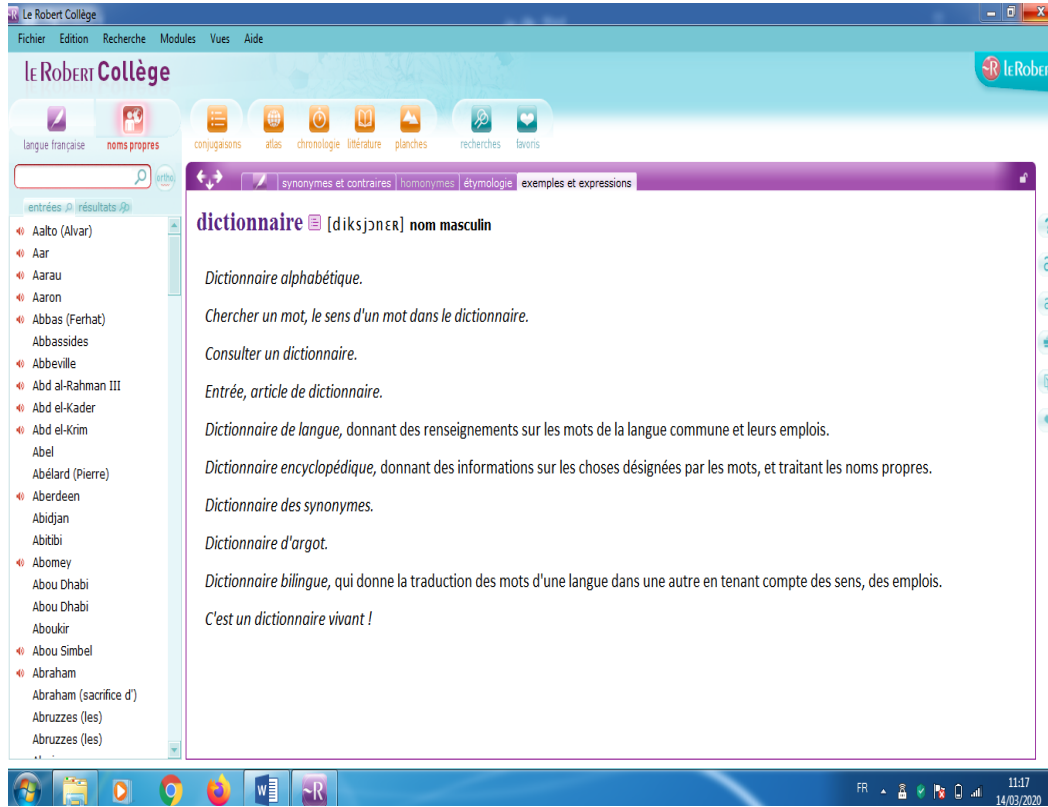 Le Robert Collège
Fichier Edition Recherche Modules Vues Aide
le Robert Collège
le Rober
langue française noms propres conjugaisons atlas chronologie littérature planches recherches favoris
ortho.
synonymes et contraires homonymes étymologie exemples et expressions
entrées résultats
dictionnaire [diksjɔnɛʀ] nom masculin
Dictionnaire alphabétique.
Chercher un mot, le sens d'un mot dans le dictionnaire.
Consulter un dictionnaire.
Entrée, article de dictionnaire.
Dictionnaire de langue, donnant des renseignements sur les mots de la langue commune et leurs emplois.
Dictionnaire encyclopédique, donnant des informations sur les choses désignées par les mots, et traitant les noms propres.
Dictionnaire des synonymes.
Dictionnaire d'argot.
Dictionnaire bilingue, qui donne la traduction des mots d'une langue dans une autre en tenant compte des sens, des emplois.
C'est un dictionnaire vivant !
Aalto (Alvar)
Aar
Aarau
Aaron
Abbas (Ferhat)
Abbassides
Abbeville
Abd al-Rahman III
Abd el-Kader
Abd el-Krim
Abel
Abélard (Pierre)
Aberdeen
Abidjan
Abitibi
Abomey
Abou Dhabi
Abou Dhabi
Aboukir
Abou Simbel
Abraham
Abraham (sacrifice d')
Abruzzes (les)
Abruzzes (les)
FR
11:17
14/03/2020